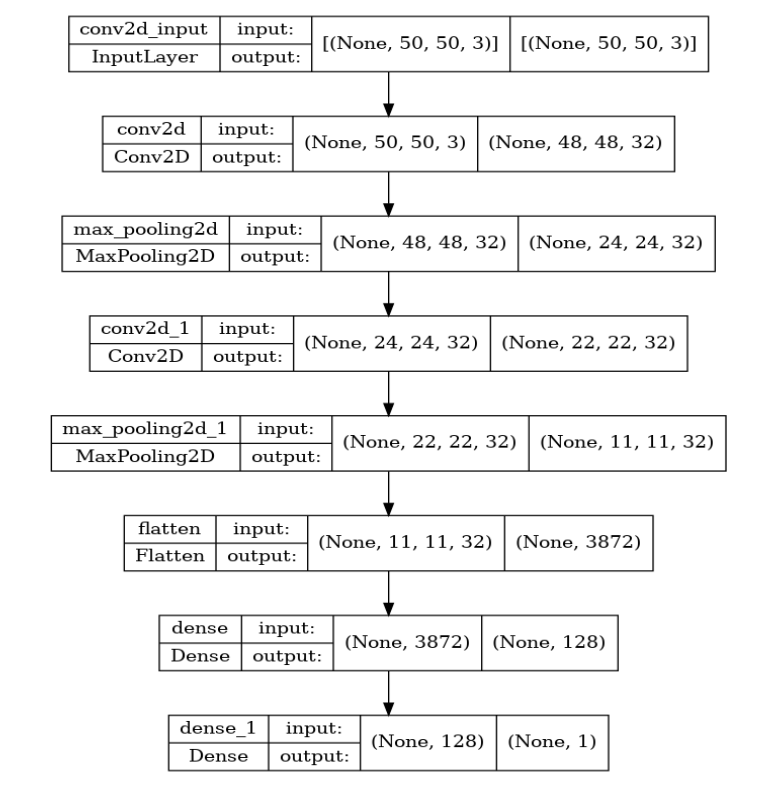 conv2d_input input: [(None, 50, 50, 3)] [(None, 50, 50, 3)]
InputLayer output:
conv2d input: (None, 50, 50, 3) (None, 48, 48, 32)
Conv2D output:
max_pooling2d input: (None, 48, 48, 32) (None, 24, 24, 32)
MaxPooling2D output:
conv2d_1 input: (None, 24, 24, 32) (None, 22, 22, 32)
Conv2D output:
max_pooling2d_1 input: (None, 22, 22, 32) (None, 11, 11, 32)
MaxPooling2D output:
flatten input: (None, 11, 11, 32) (None, 3872)
Flatten output:
dense input: (None, 3872) (None, 128)
Dense output:
dense_1 input: (None, 128) (None, 1)
Dense output: